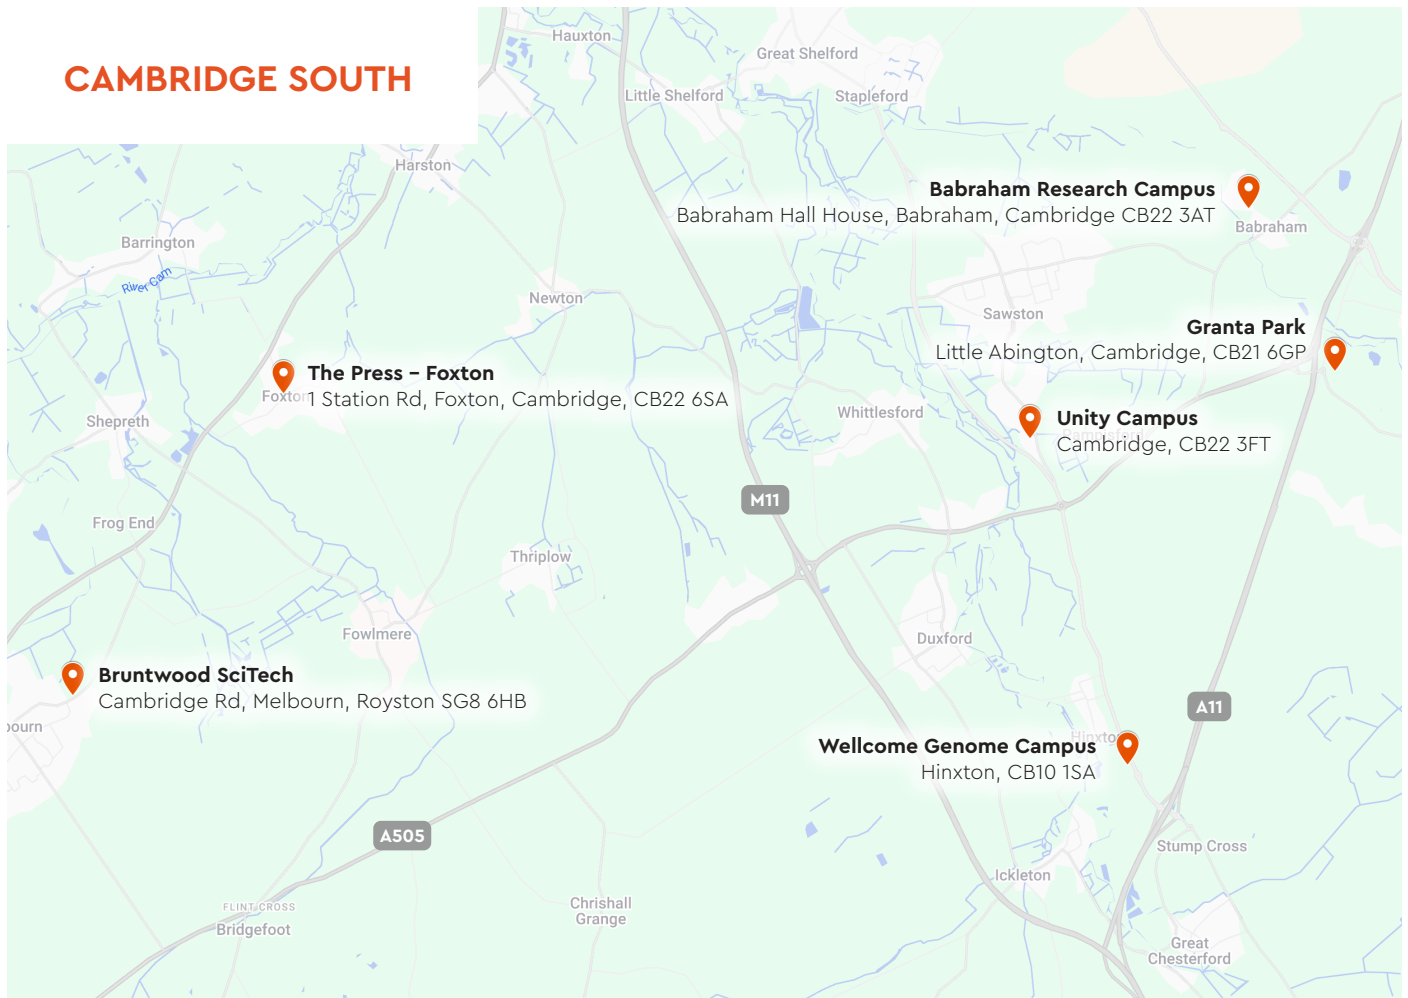 CAMBRIDGE SOUTH
Hauxton
Great Shelford
Little Shelford
Stapleford
Harston
Babraham Research Campus
Babraham Hall House, Babraham, Cambridge CB22 3AT
Babraham
Barrington
River Cam
Newton
Sawston
Granta Park
Little Abington, Cambridge, CB21 6GP
The Press – Foxton
1 Station Rd, Foxton, Cambridge, CB22 6SA
Foxton
Shepreth
Whittlesford
Unity Campus
Cambridge, CB22 3FT
M11
Frog End
Thriplow
Fowlmere
Duxford
Bruntwood SciTech
Cambridge Rd, Melbourn, Royston SG8 6HB
bourn
A11
Wellcome Genome Campus
Hinxton, CB10 1SA
Hinxto
A505
Stump Cross
Ickleton
FLINT CROSS
Bridgefoot
Chrishall
Grange
Great
Chesterford